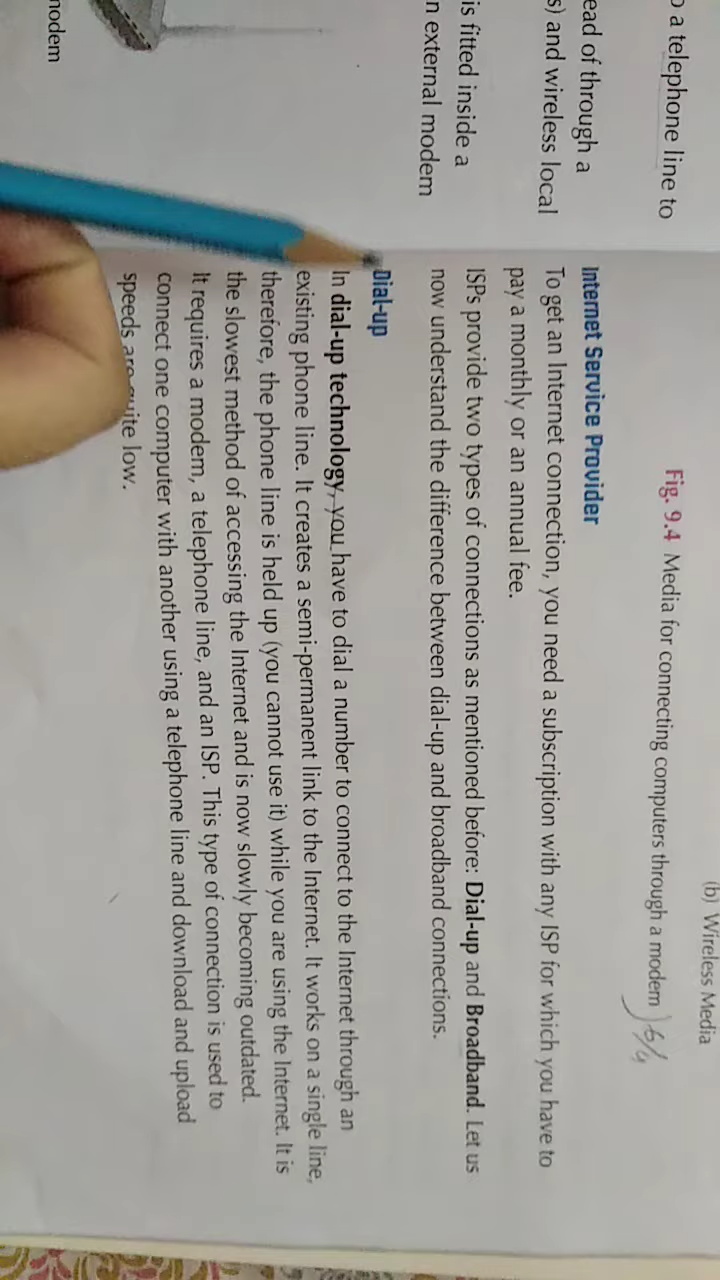 o a telephone line to
ead of through a
s) and wireless local
is fitted inside a
n external modem
nodem
(b) Wireless Media
Fig. 9.4 Media for connecting computers through a modem
6/4
Internet Service Provider
To get an Internet connection, you need a subscription with any ISP for which you have to
pay a monthly or an annual fee.
ISPs provide two types of connections as mentioned before: Dial-up and Broadband. Let us
now understand the difference between dial-up and broadband connections.
Dial-up
In dial-up technology, you have to dial a number to connect to the Internet through an
existing phone line. It creates a semi-permanent link to the Internet. It works on a single line,
therefore, the phone line is held up (you cannot use it) while you are using the Internet. It is
the slowest method of accessing the Internet and is now slowly becoming outdated.
It requires a modem, a telephone line, and an ISP. This type of connection is used to
connect one computer with another using a telephone line and download and upload
speeds are quite low.